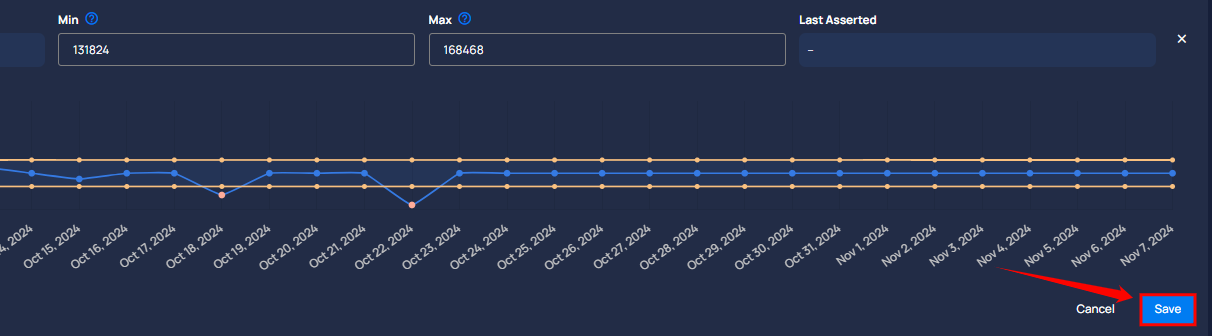 Min ?
Max ?
Last Asserted
131824
168468
–
×
4, 2024
Oct 15, 2024
Oct 16, 2024
Oct 17, 2024
Oct 18, 2024
Oct 19, 2024
Oct 20, 2024
Oct 21, 2024
Oct 22, 2024
Oct 23, 2024
Oct 24, 2024
Oct 25, 2024
Oct 26, 2024
Oct 27, 2024
Oct 28, 2024
Oct 29, 2024
Oct 30, 2024
Oct 31, 2024
Nov 1, 2024
Nov 2, 2024
Nov 3, 2024
Nov 4, 2024
Nov 5, 2024
Nov 6, 2024
Nov 7, 2024
Cancel
Save